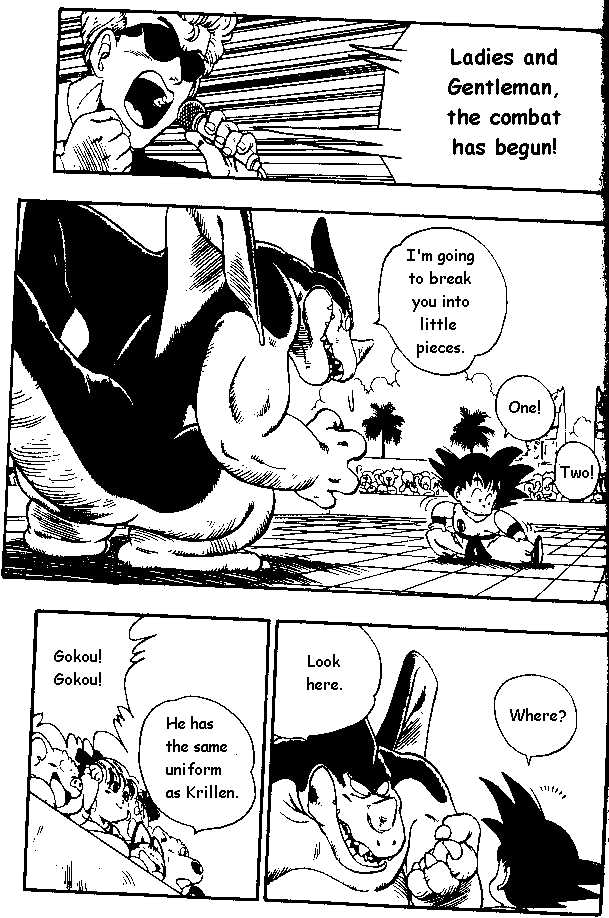 Ladies and
Gentleman,
the combat
has begun!
I'm going
to break
you into
little
pieces.
One!
Two!
Gokou!
Gokou!
He has
the same
uniform
as Krillen.
Look
here.
Where?